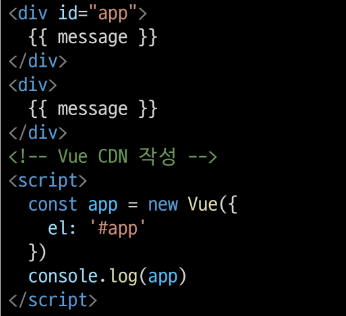 <div id="app">
  {{ message }}
</div>
<div>
  {{ message }}
</div>
<!-- Vue CDN 작성 -->
<script>
  const app = new Vue({
    el: '#app'
  })
  console.log(app)
</script>